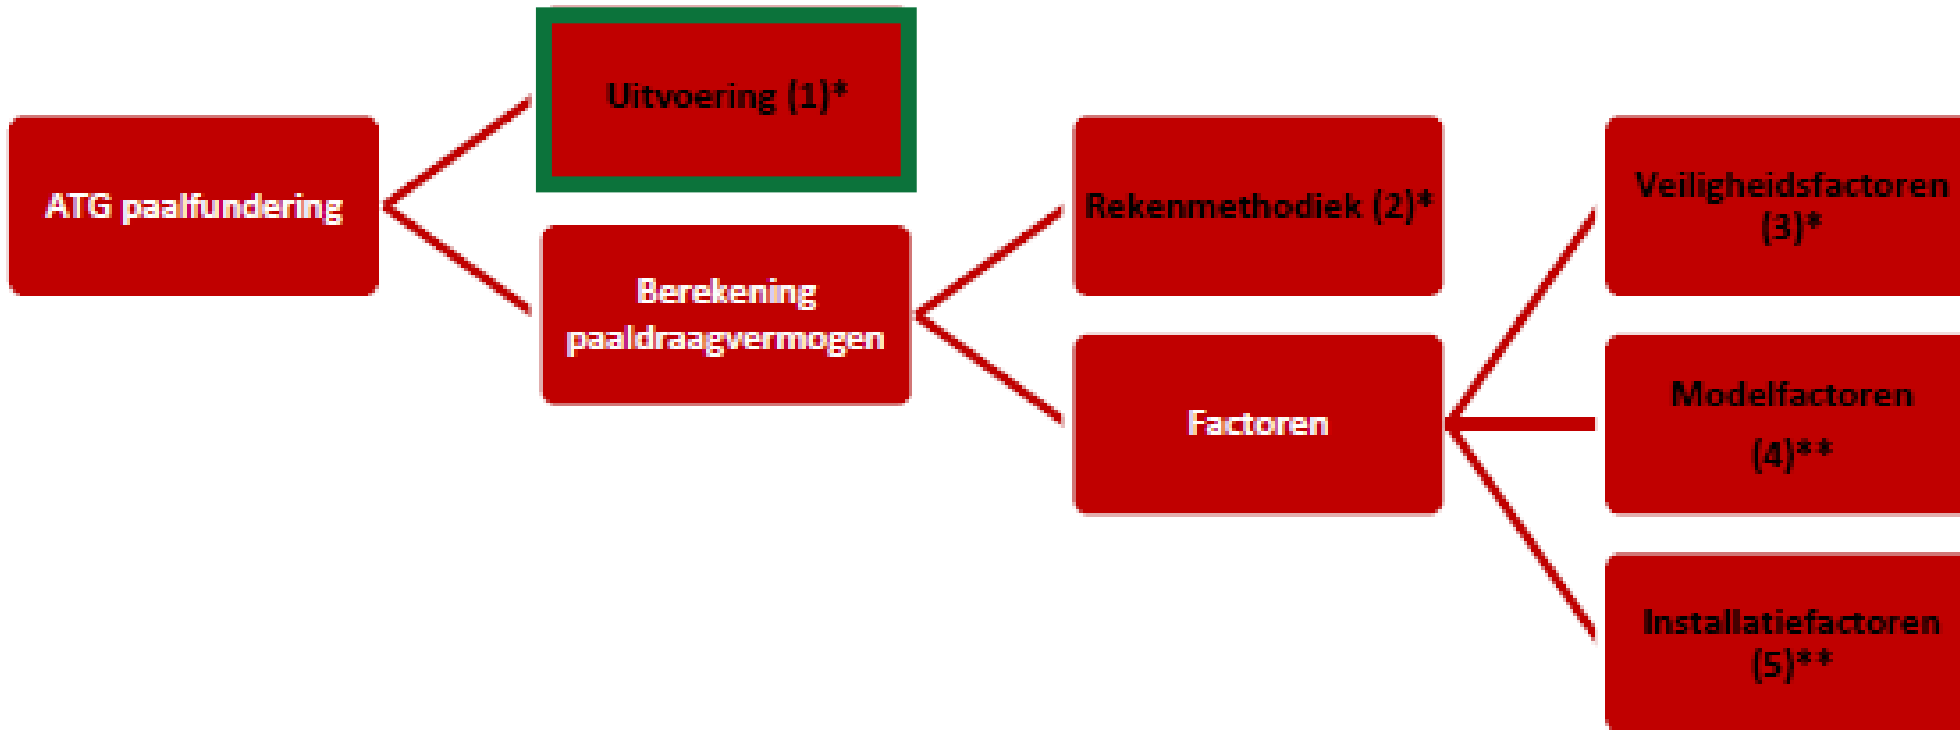 ATG paalfundering
Uitvoering (1)*
Berekening
paaldraagvermogen
Rekenmethodiek (2)*
Factoren
Veiligheidsfactoren
(3)*
Modelfactoren
(4)**
Installatiefactoren
(5)**